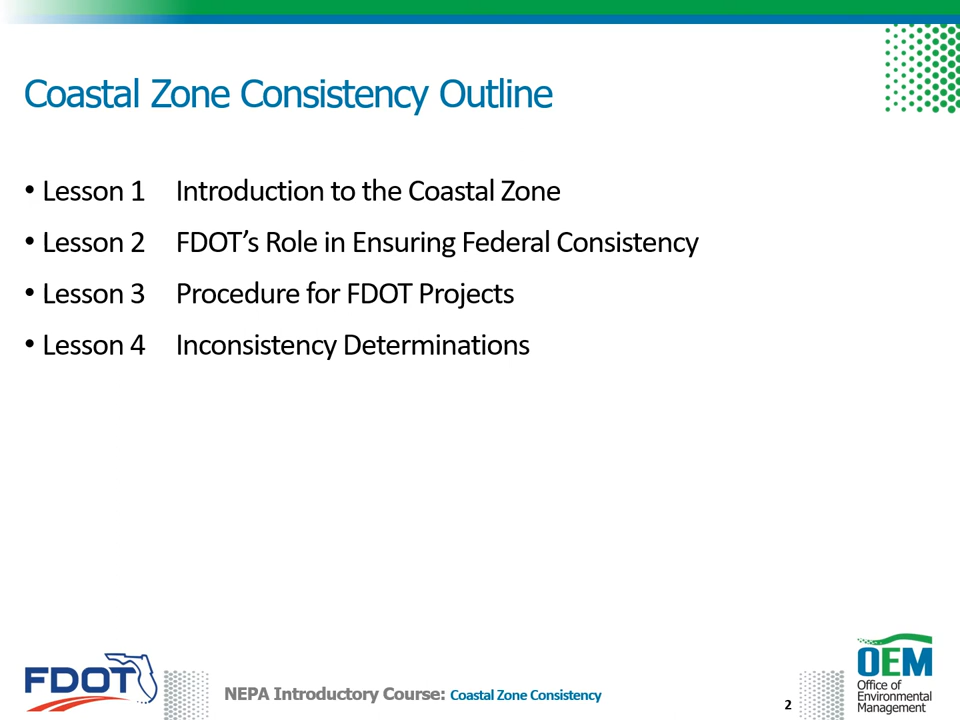 Coastal Zone Consistency Outline
• Lesson 1 Introduction to the Coastal Zone
• Lesson 2 FDOT’s Role in Ensuring Federal Consistency
• Lesson 3 Procedure for FDOT Projects
• Lesson 4 Inconsistency Determinations
FDOT
NEPA Introductory Course: Coastal Zone Consistency
2
OEM
Office of
Environmental
Management